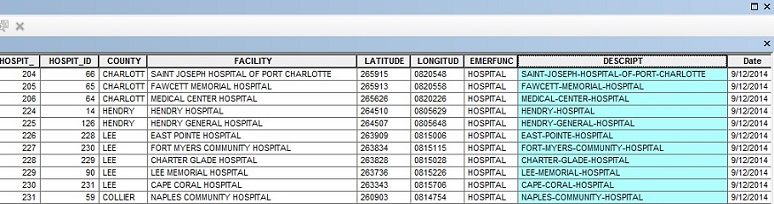 HOSPIT_ HOSPIT_ID COUNTY FACILITY LATITUDE LONGITUD EMERFUNC DESCRIPT Date
204 66 CHARLOTT SAINT JOSEPH HOSPITAL OF PORT CHARLOTTE 265915 0820548 HOSPITAL SAINT-JOSEPH-HOSPITAL-OF-PORT-CHARLOTTE 9/12/2014
205 65 CHARLOTT FAWCETT MEMORIAL HOSPITAL 265913 0820558 HOSPITAL FAWCETT-MEMORIAL-HOSPITAL 9/12/2014
206 64 CHARLOTT MEDICAL CENTER HOSPITAL 265626 0820226 HOSPITAL MEDICAL-CENTER-HOSPITAL 9/12/2014
224 14 HENDRY HENDRY HOSPITAL 264510 0805629 HOSPITAL HENDRY-HOSPITAL 9/12/2014
225 126 HENDRY HENDRY GENERAL HOSPITAL 264507 0805648 HOSPITAL HENDRY-GENERAL-HOSPITAL 9/12/2014
226 228 LEE EAST POINTE HOSPITAL 263909 0815006 HOSPITAL EAST-POINTE-HOSPITAL 9/12/2014
227 230 LEE FORT MYERS COMMUNITY HOSPITAL 263834 0815115 HOSPITAL FORT-MYERS-COMMUNITY-HOSPITAL 9/12/2014
228 229 LEE CHARTER GLADE HOSPITAL 263828 0815028 HOSPITAL CHARTER-GLADE-HOSPITAL 9/12/2014
229 90 LEE LEE MEMORIAL HOSPITAL 263736 0815226 HOSPITAL LEE-MEMORIAL-HOSPITAL 9/12/2014
230 231 LEE CAPE CORAL HOSPITAL 263343 0815706 HOSPITAL CAPE-CORAL-HOSPITAL 9/12/2014
231 59 COLLIER NAPLES COMMUNITY HOSPITAL 260903 0814754 HOSPITAL NAPLES-COMMUNITY-HOSPITAL 9/12/2014